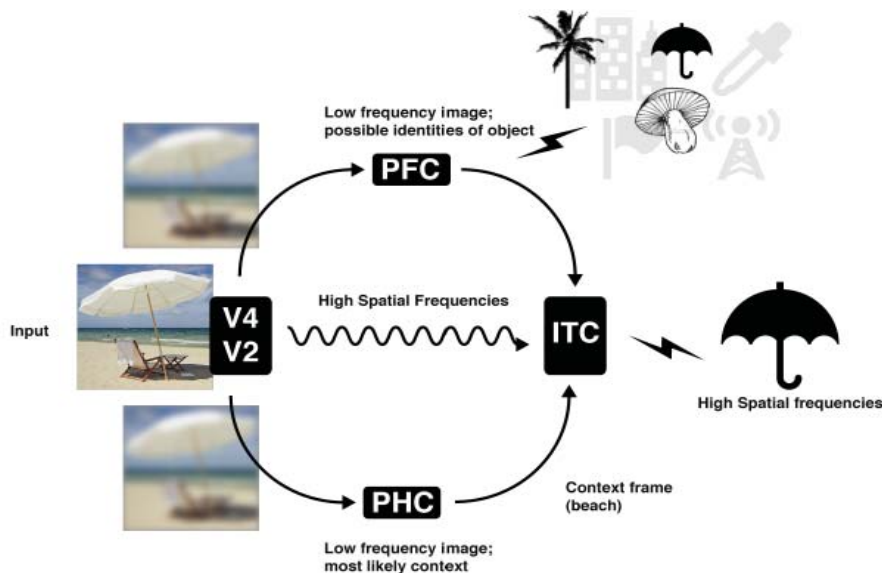 Low frequency image;
possible identities of object
PFC
Input
V4
V2
High Spatial Frequencies
ITC
High Spatial frequencies
PHC
Context frame
(beach)
Low frequency image;
most likely context